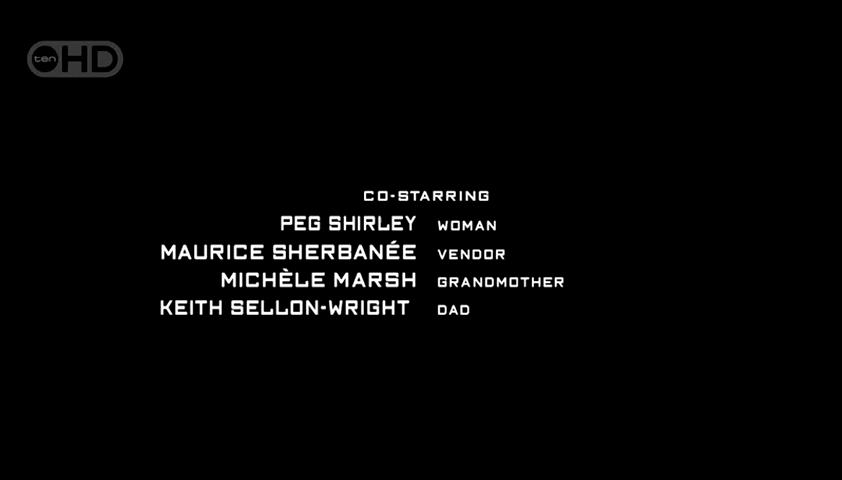 ten HD
CO-STARRING
PEG SHIRLEY WOMAN
MAURICE SHERBANÉE VENDOR
MICHÈLE MARSH GRANDMOTHER
KEITH SELLON-WRIGHT DAD